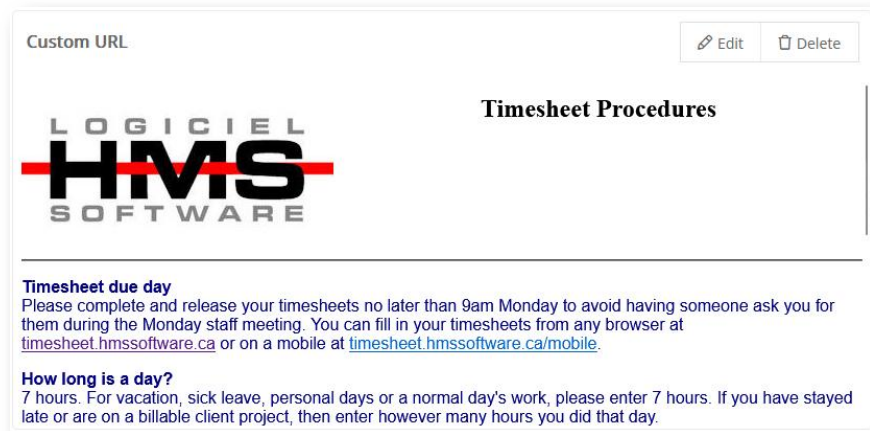 Custom URL
Edit
Delete
LOGICIEL
HMS
SOFTWARE
Timesheet Procedures
Timesheet due day
Please complete and release your timesheets no later than 9am Monday to avoid having someone ask you for
them during the Monday staff meeting. You can fill in your timesheets from any browser at
timesheet.hmssoftware.ca or on a mobile at timesheet.hmssoftware.ca/mobile.
How long is a day?
7 hours. For vacation, sick leave, personal days or a normal day's work, please enter 7 hours. If you have stayed
late or are on a billable client project, then enter however many hours you did that day.